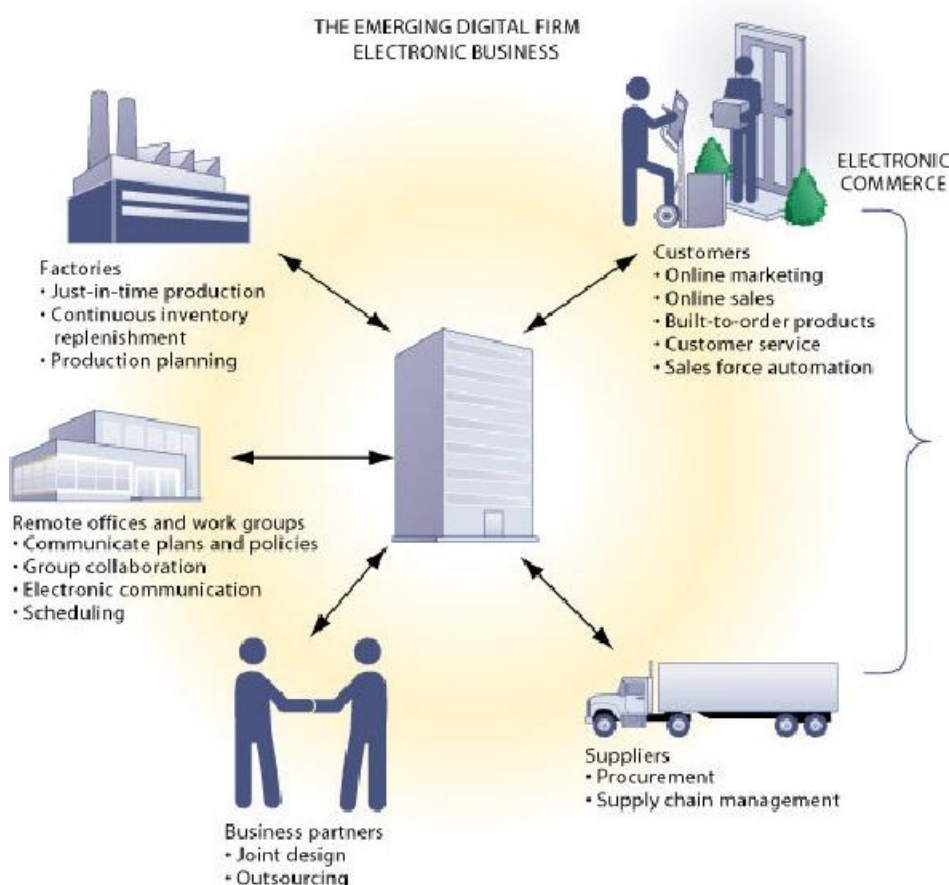 THE EMERGING DIGITAL FIRM
ELECTRONIC BUSINESS
ELECTRONIC
COMMERCE
Factories
• Just-in-time production
• Continuous inventory
replenishment
• Production planning
Customers
• Online marketing
• Online sales
• Built-to-order products
• Customer service
• Sales force automation
Remote offices and work groups
• Communicate plans and policies
• Group collaboration
• Electronic communication
• Scheduling
Suppliers
• Procurement
• Supply chain management
Business partners
• Joint design
• Outsourcing